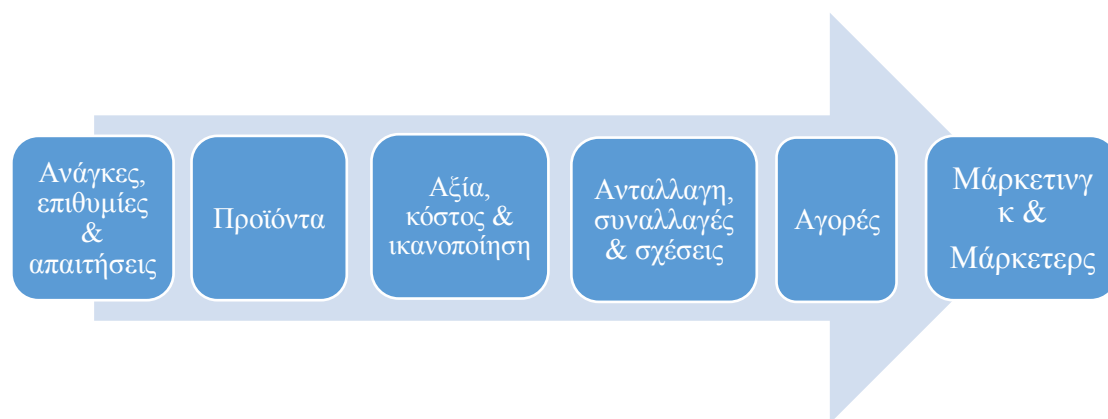 Ανάγκες,
επιθυμίες
&
απαιτήσεις
Προϊόντα
Αξία,
κόστος &
ικανοποίηση
Ανταλλαγη,
συναλλαγές
& σχέσεις
Αγορές
Μάρκετινγ
κ &
Μάρκετερς